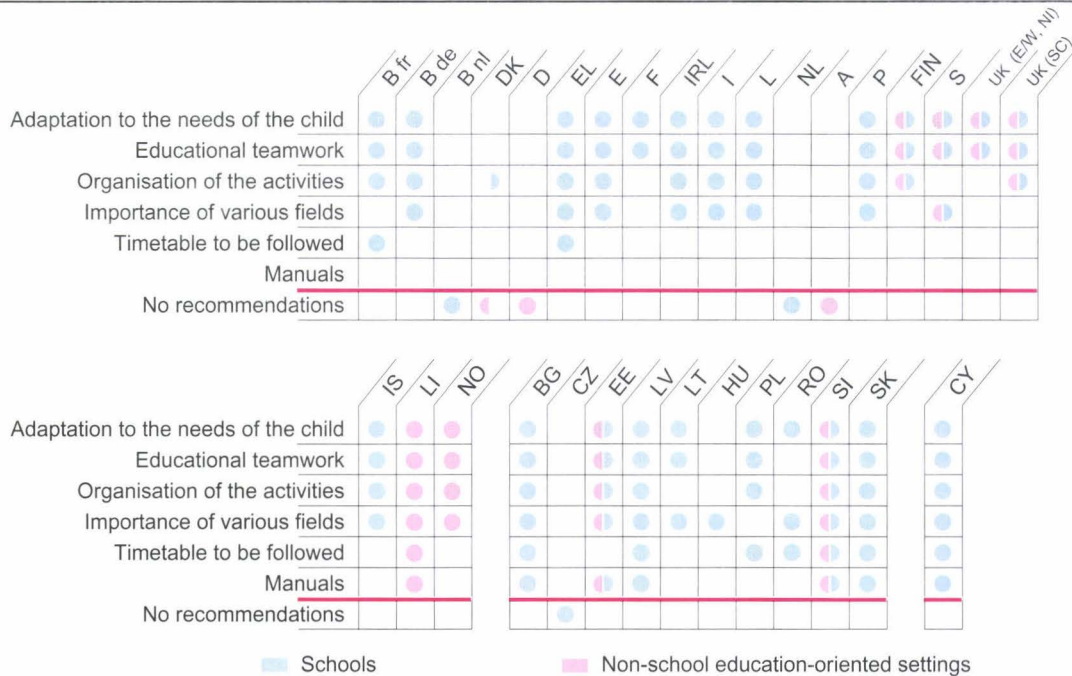 B fr B de B nl DK D EL E F IRL I L NL A P FIN S UK (E/W, NI) UK (SC)
Adaptation to the needs of the child
Educational teamwork
Organisation of the activities
Importance of various fields
Timetable to be followed
Manuals
No recommendations
IS LI NO BG CZ EE LV LT HU PL RO SI SK CY
Adaptation to the needs of the child
Educational teamwork
Organisation of the activities
Importance of various fields
Timetable to be followed
Manuals
No recommendations
Schools Non-school education-oriented settings